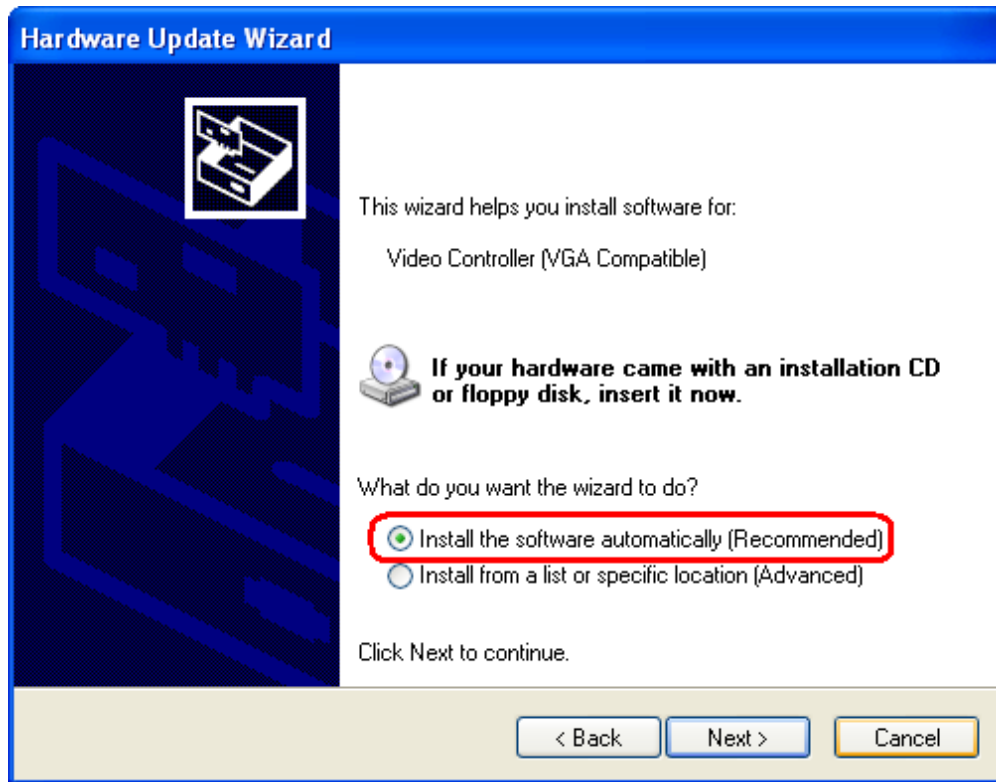 Hardware Update Wizard
This wizard helps you install software for:
Video Controller (VGA Compatible)
If your hardware came with an installation CD
or floppy disk, insert it now.
What do you want the wizard to do?
Install the software automatically (Recommended)
Install from a list or specific location (Advanced)
Click Next to continue.
< Back
Next >
Cancel